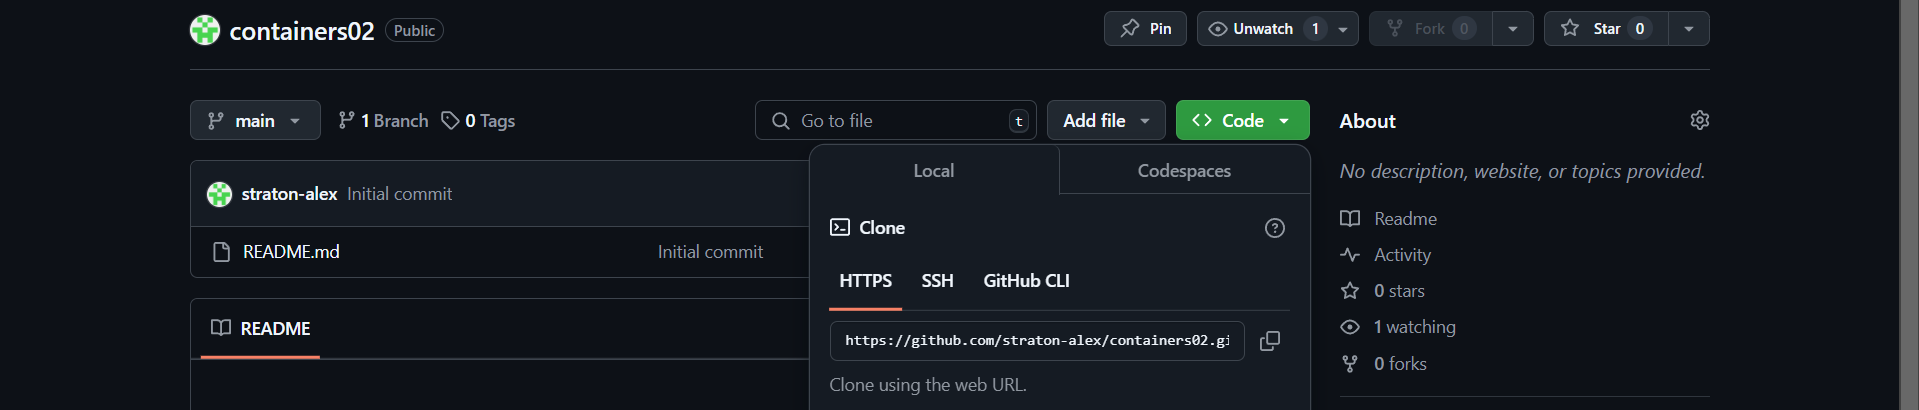 containers02 Public
Pin
Unwatch 1
Fork 0
Star 0
main
1 Branch
0 Tags
Go to file t
Add file
Code
About
No description, website, or topics provided.
straton-alex Initial commit
README.md Initial commit
README
Local
Codespaces
Clone
HTTPS
SSH
GitHub CLI
https://github.com/straton-alex/containers02.gi
Clone using the web URL.
Readme
Activity
0 stars
1 watching
0 forks